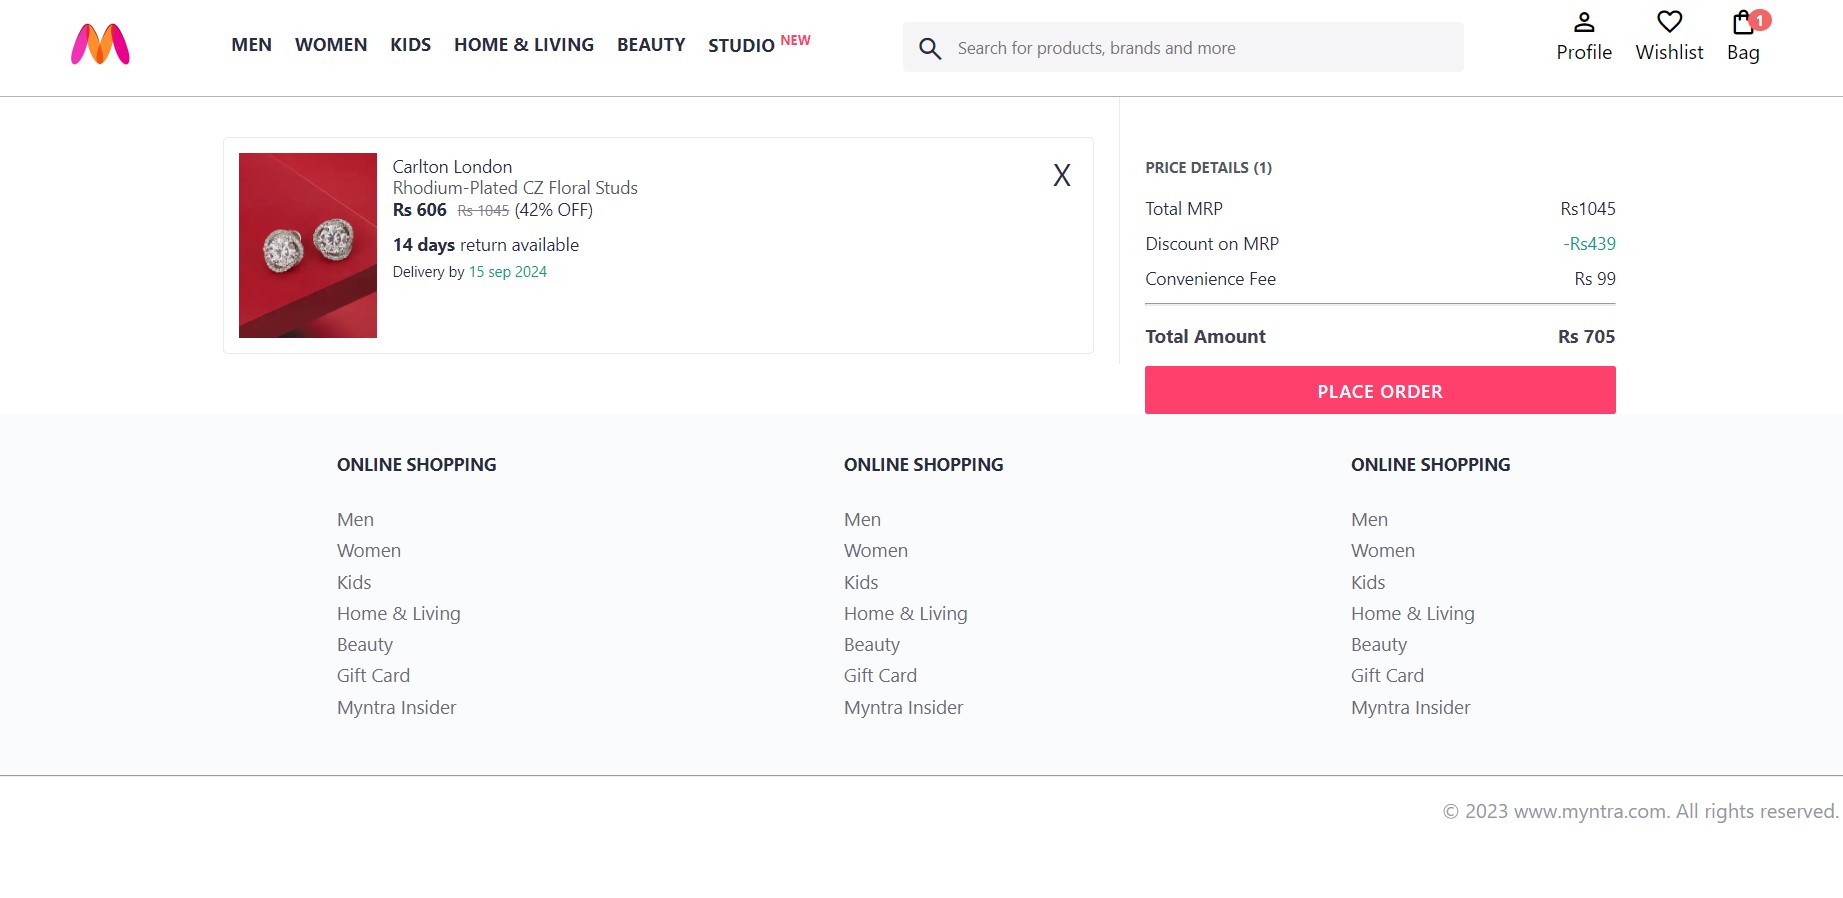 MEN WOMEN KIDS HOME & LIVING BEAUTY STUDIO NEW
Search for products, brands and more
Profile Wishlist Bag 1
Carlton London X
Rhodium-Plated CZ Floral Studs
Rs 606 Rs 1045 (42% OFF)
14 days return available
Delivery by 15 sep 2024
PRICE DETAILS (1)
Total MRP Rs1045
Discount on MRP -Rs439
Convenience Fee Rs 99
Total Amount Rs 705
PLACE ORDER
ONLINE SHOPPING
Men
Women
Kids
Home & Living
Beauty
Gift Card
Myntra Insider
ONLINE SHOPPING
Men
Women
Kids
Home & Living
Beauty
Gift Card
Myntra Insider
ONLINE SHOPPING
Men
Women
Kids
Home & Living
Beauty
Gift Card
Myntra Insider
© 2023 www.myntra.com. All rights reserved.